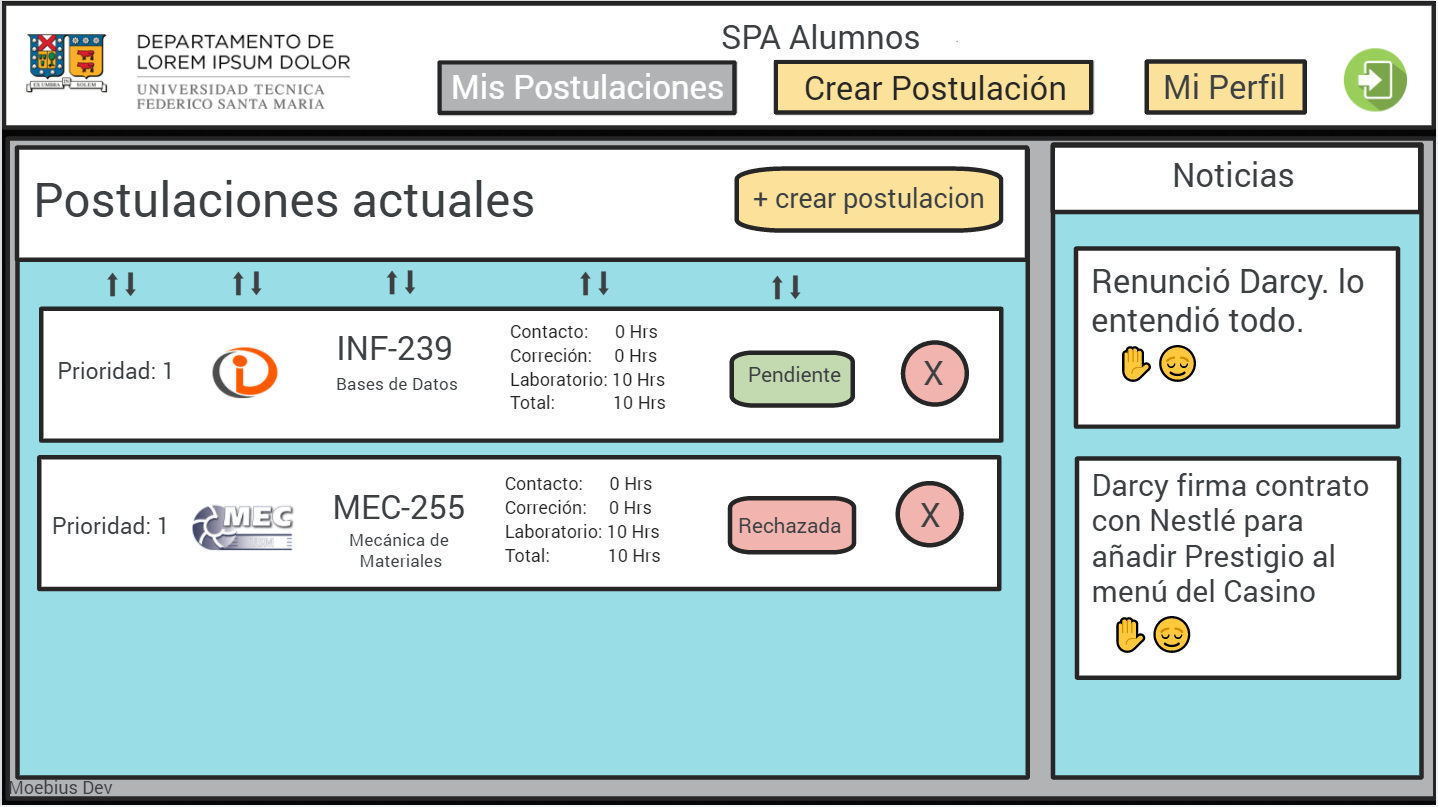 SPA Alumnos
DEPARTAMENTO DE
LOREM IPSUM DOLOR
UNIVERSIDAD TECNICA
FEDERICO SANTA MARIA
EX UMBRA IN SOLEM
Mis Postulaciones
Crear Postulación
Mi Perfil
Postulaciones actuales
+ crear postulacion
Prioridad: 1
INF-239
Bases de Datos
Contacto: 0 Hrs
Correción: 0 Hrs
Laboratorio: 10 Hrs
Total: 10 Hrs
Pendiente
X
Prioridad: 1
MEC
MEC-255
Mecánica de
Materiales
Contacto: 0 Hrs
Correción: 0 Hrs
Laboratorio: 10 Hrs
Total: 10 Hrs
Rechazada
X
Noticias
Renunció Darcy. lo
entendió todo.
✋😌
Darcy firma contrato
con Nestlé para
añadir Prestigio al
menú del Casino
✋😌
Moebius Dev